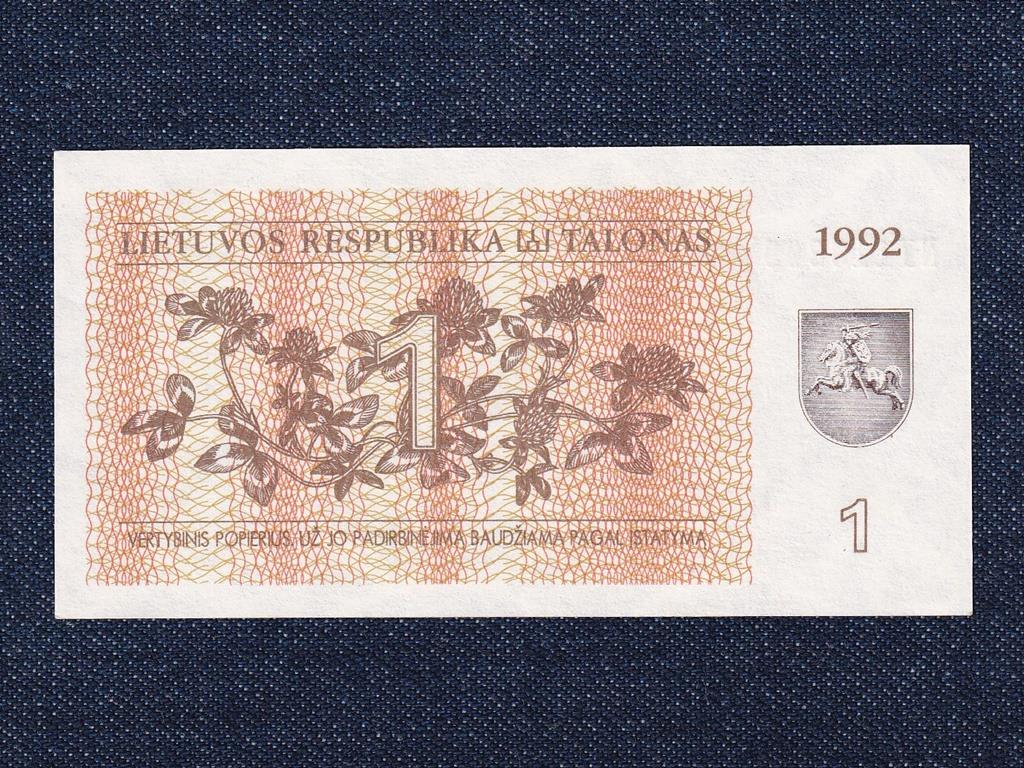 LIETUVOS RESPUBLIKA TALONAS
1992
1
VERTYBINIS POPIERIUS. UŽ JO PADIRBINĖJIMĄ BAUDŽIAMA PAGAL ĮSTATYMĄ
1